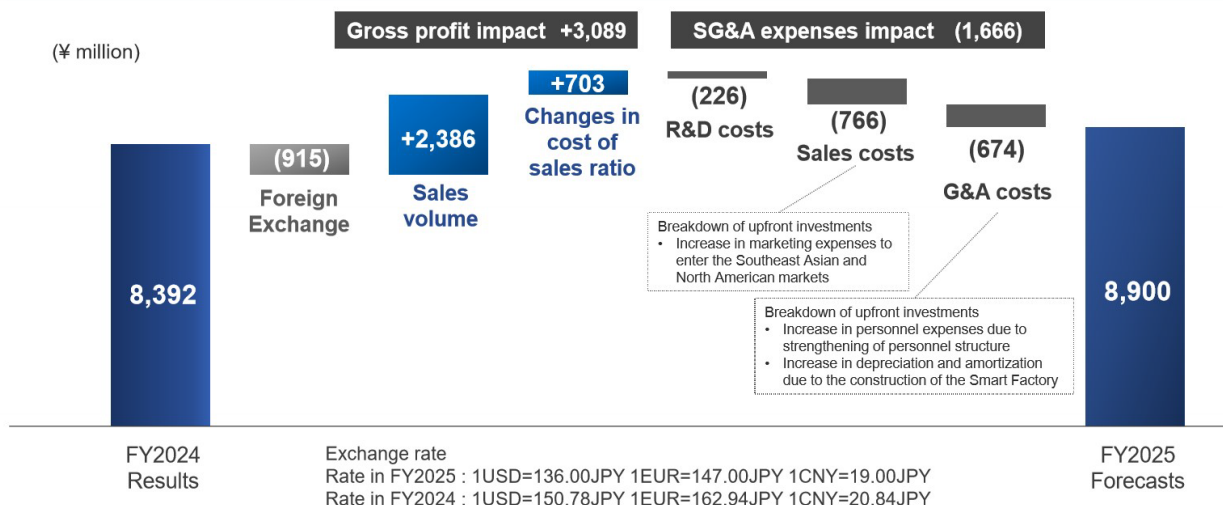 Gross profit impact +3,089
SG&A expenses impact (1,666)
(¥ million)
8,392
(915)
Foreign
Exchange
+2,386
Sales
volume
+703
Changes in
cost of
sales ratio
(226)
R&D costs
(766)
Sales costs
(674)
G&A costs
Breakdown of upfront investments
• Increase in marketing expenses to
enter the Southeast Asian and
North American markets
Breakdown of upfront investments
• Increase in personnel expenses due to
strengthening of personnel structure
• Increase in depreciation and amortization
due to the construction of the Smart Factory
8,900
FY2024
Results
Exchange rate
Rate in FY2025 : 1USD=136.00JPY 1EUR=147.00JPY 1CNY=19.00JPY
Rate in FY2024 : 1USD=150.78JPY 1EUR=162.94JPY 1CNY=20.84JPY
FY2025
Forecasts